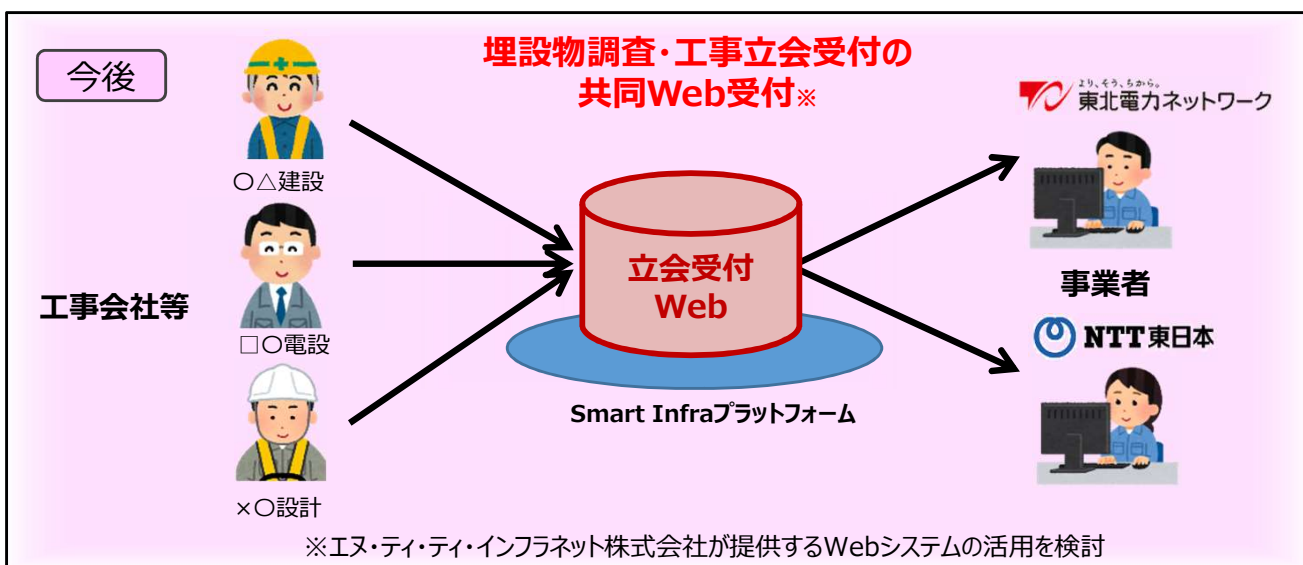 今後
埋設物調査・工事立会受付の
共同Web受付※
より、そう、ちから。
東北電力ネットワーク
〇△建設
立会受付
Web
事業者
工事会社等
□〇電設
NTT東日本
Smart Infraプラットフォーム
×〇設計
※エヌ・ティ・ティ・インフラネット株式会社が提供するWebシステムの活用を検討